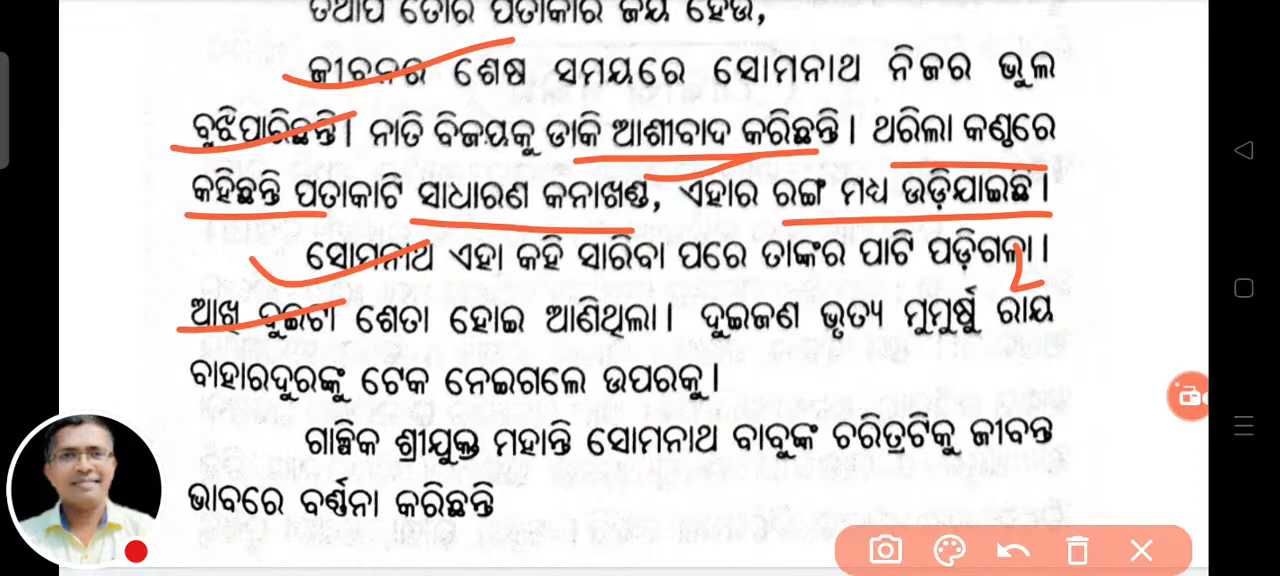 ତଥାପି ତୋର ପତାକାର ଜୟ ହେଉ,
ଜୀବନର ଶେଷ ସମୟରେ ସୋମନାଥ ନିଜର ଭୁଲ
ବୁଝିପାରିଛନ୍ତି। ନାତି ବିଜୟକୁ ଡାକି ଆଶୀବାଦ କରିଛନ୍ତି। ଥରିଲା କଣ୍ଠରେ
କହିଛନ୍ତି ପତାକାଟି ସାଧାରଣ କନାଖଣ୍ଡ, ଏହାର ରଙ୍ଗ ମଧ୍ୟ ଉଡ଼ିଯାଇଛି।
ସୋମନାଥ ଏହା କହି ସାରିବା ପରେ ତାଙ୍କର ପାଟି ପଡ଼ିଗଲା।
ଆଖି ଦୁଇଟା ଶେତା ହୋଇ ଆଣିଥିଲା। ଦୁଇଜଣ ଭୃତ୍ୟ ମୁମୁର୍ଷୁ ରାୟ
ବାହାରଦୁରଙ୍କୁ ଟେକ ନେଇଗଲେ ଉପରକୁ।
ଗାଳ୍ପିକ ଶ୍ରୀଯୁକ୍ତ ମହାନ୍ତି ସୋମନାଥ ବାବୁଙ୍କ ଚରିତ୍ରଟିକୁ ଜୀବନ୍ତ
ଭାବରେ ବର୍ଣ୍ଣନା କରିଛନ୍ତି